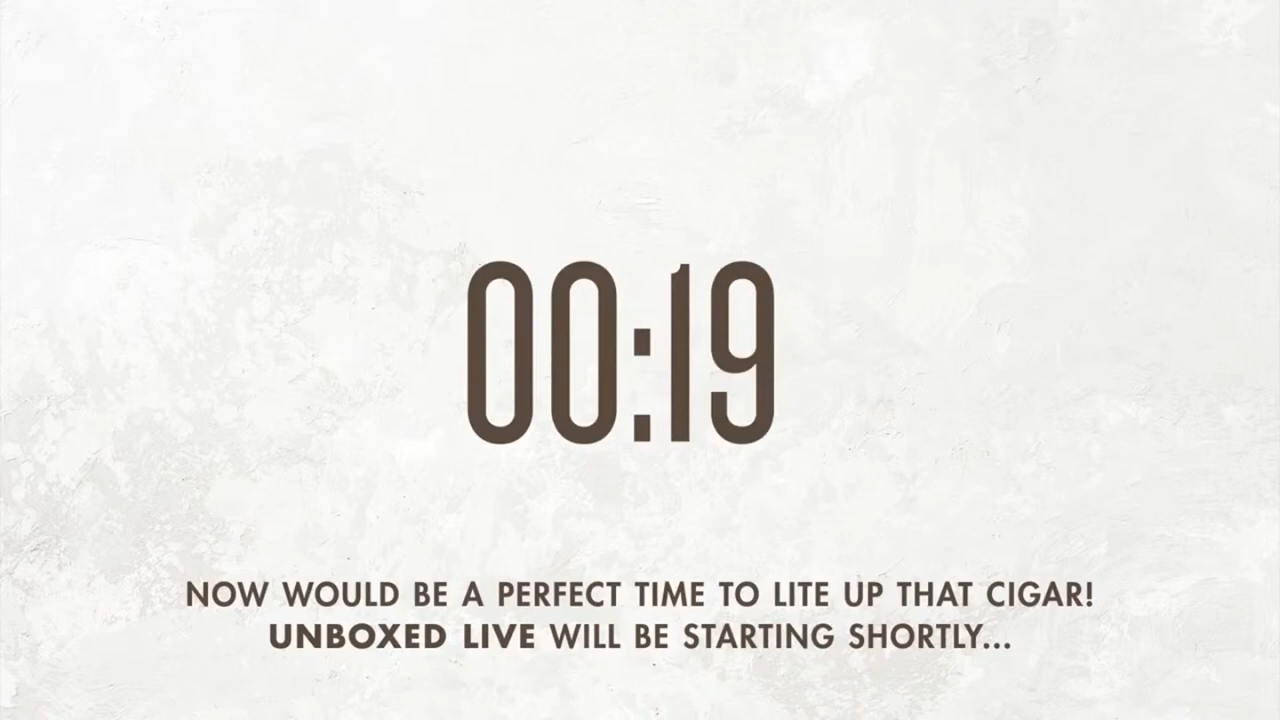 00:19
NOW WOULD BE A PERFECT TIME TO LITE UP THAT CIGAR!
UNBOXED LIVE WILL BE STARTING SHORTLY...